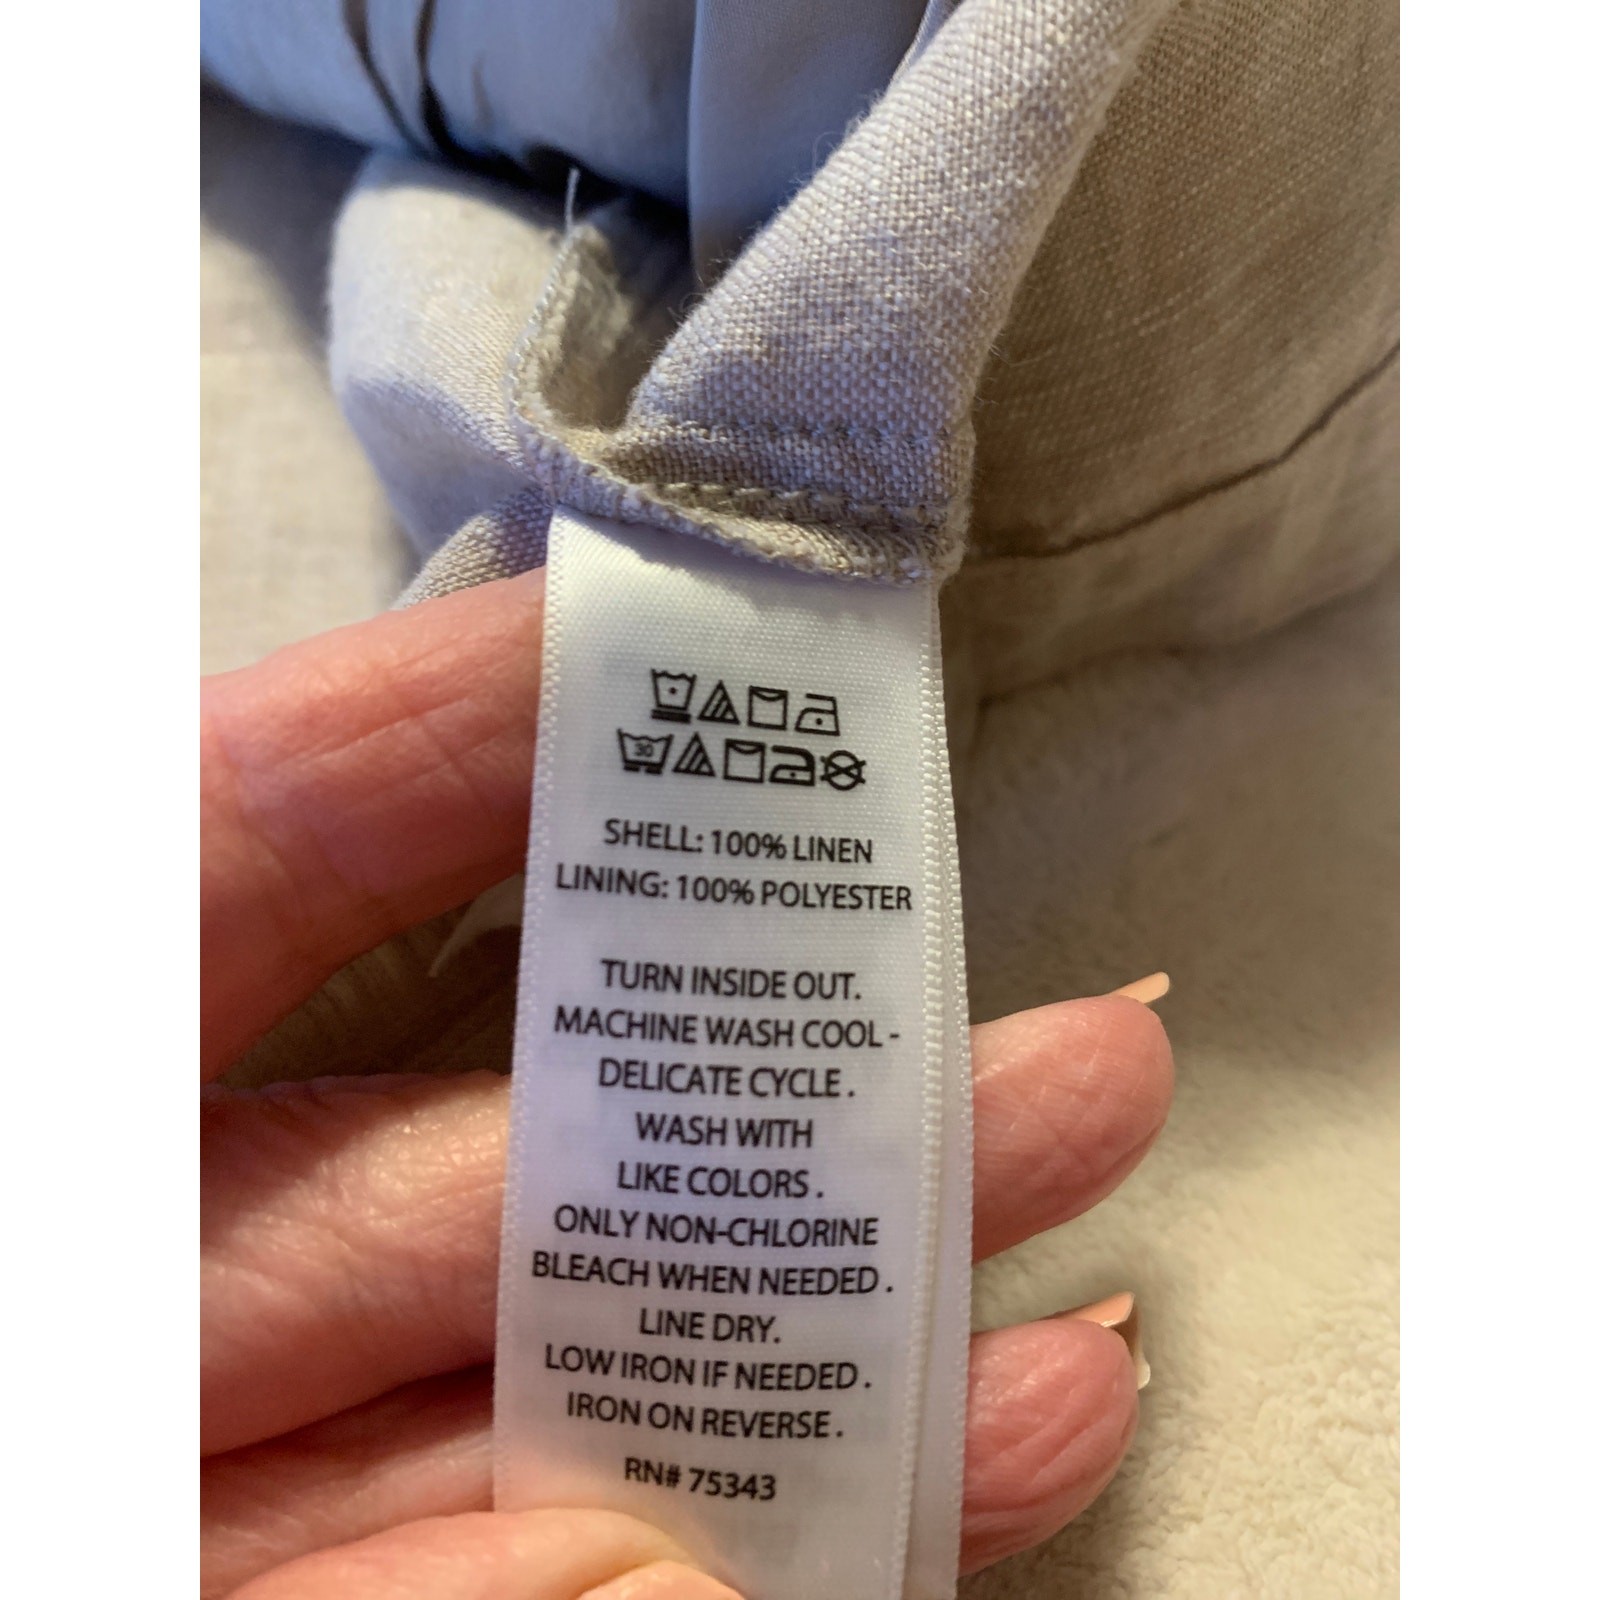 30
SHELL: 100% LINEN
LINING: 100% POLYESTER
TURN INSIDE OUT.
MACHINE WASH COOL -
DELICATE CYCLE .
WASH WITH
LIKE COLORS .
ONLY NON-CHLORINE
BLEACH WHEN NEEDED .
LINE DRY.
LOW IRON IF NEEDED .
IRON ON REVERSE .
RN# 75343